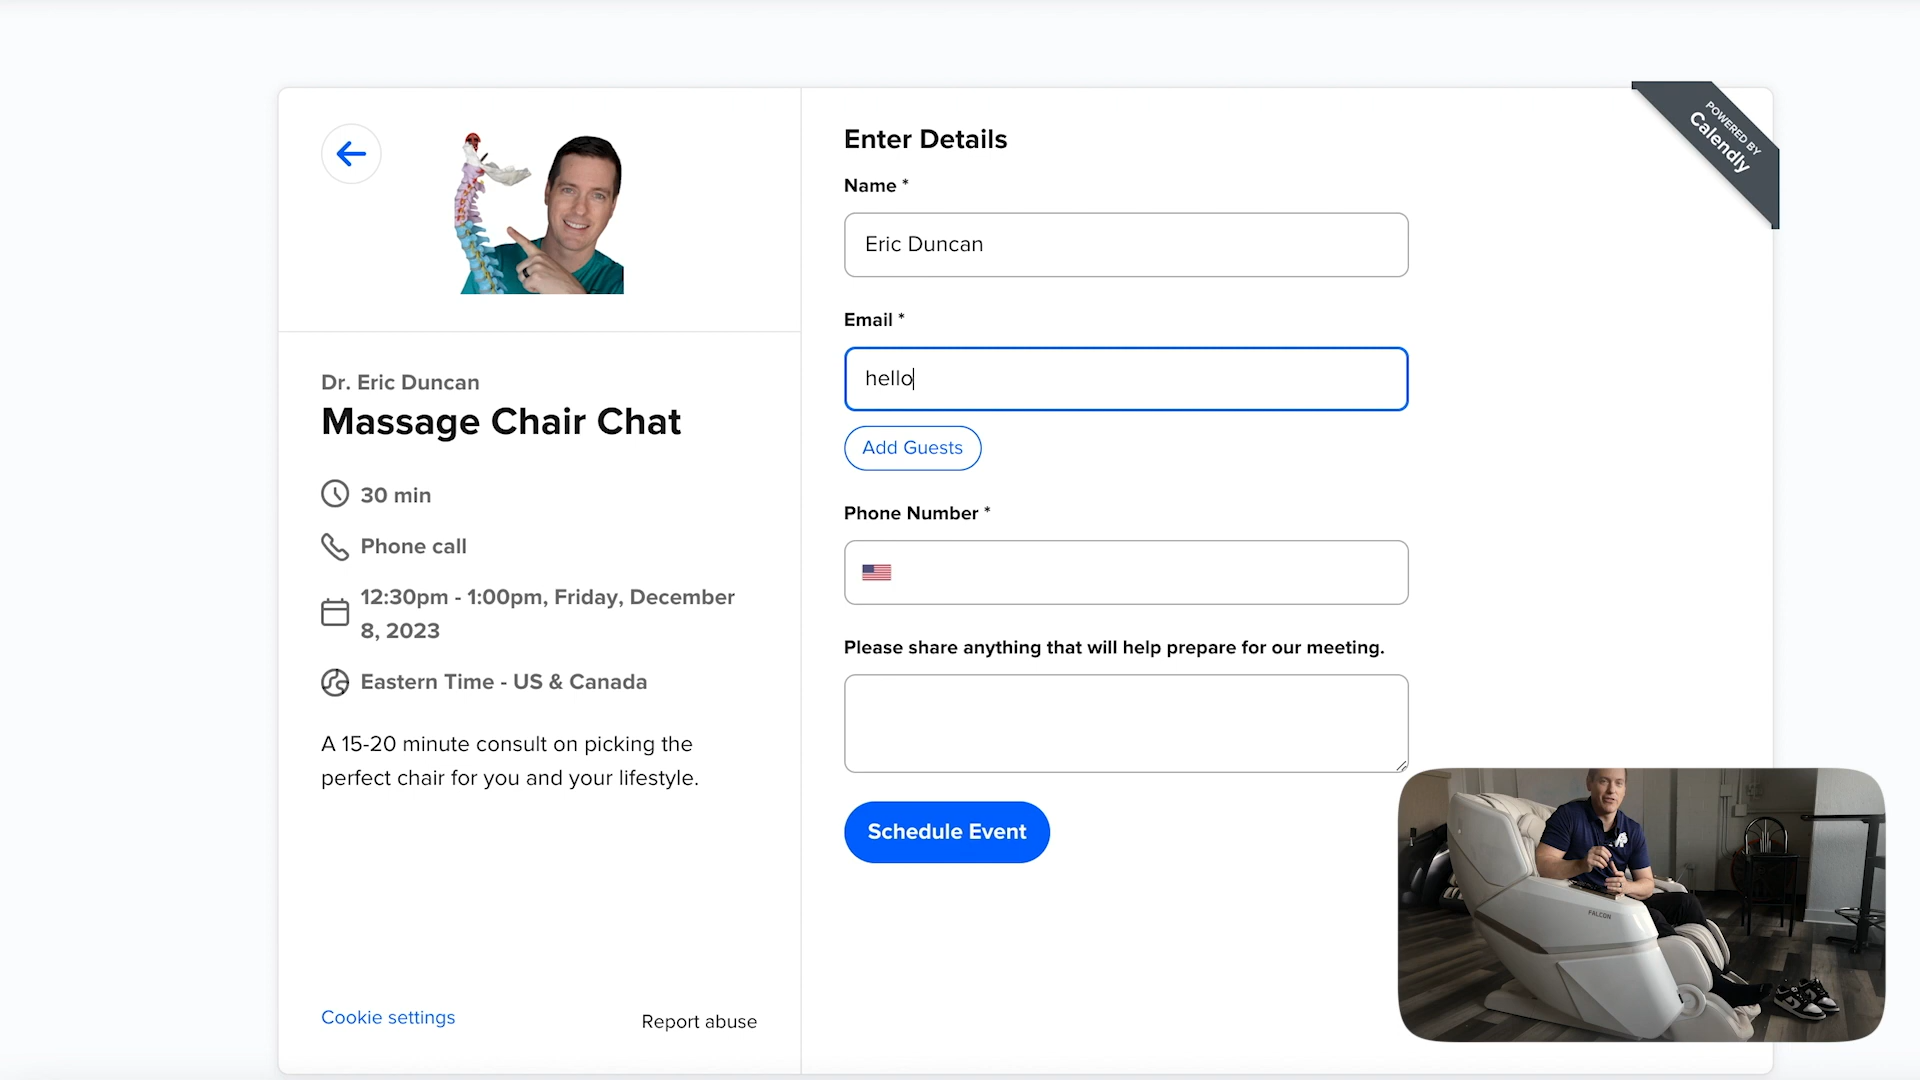 POWERED BY
Calendly
Dr. Eric Duncan
Massage Chair Chat
30 min
Phone call
12:30pm - 1:00pm, Friday, December
8, 2023
Eastern Time - US & Canada
A 15-20 minute consult on picking the
perfect chair for you and your lifestyle.
Cookie settings
Report abuse
Enter Details
Name *
Eric Duncan
Email *
hello
Add Guests
Phone Number *
Please share anything that will help prepare for our meeting.
Schedule Event
FALCON